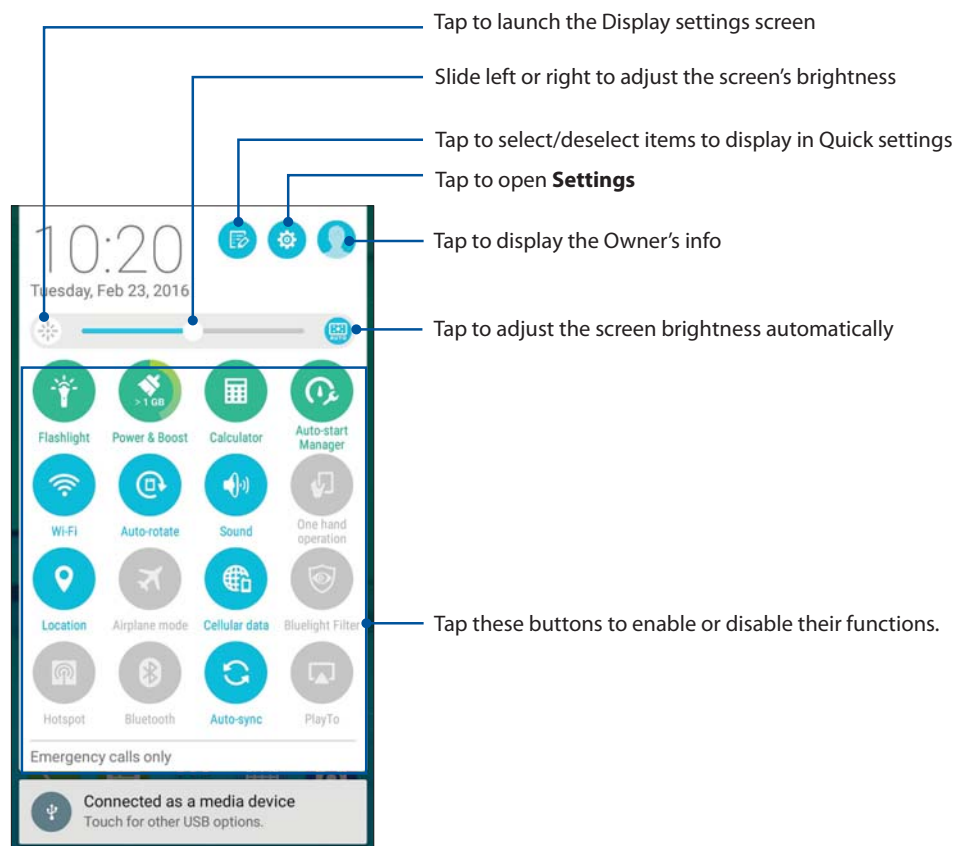 Tap to launch the Display settings screen
Slide left or right to adjust the screen's brightness
Tap to select/deselect items to display in Quick settings
Tap to open Settings
10:20
Tap to display the Owner's info
Tuesday, Feb 23, 2016
AUTO
Tap to adjust the screen brightness automatically
> 1 GB
Flashlight
Power & Boost
Calculator
Auto-start
Manager
Wi-Fi
Auto-rotate
Sound
One hand
operation
Location
Airplane mode
Cellular data
Bluelight Filter
Tap these buttons to enable or disable their functions.
Hotspot
Bluetooth
Auto-sync
PlayTo
Emergency calls only
Connected as a media device
Touch for other USB options.